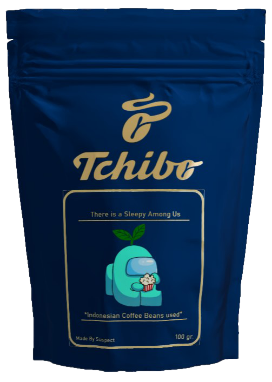 Tchibo
There is a Sleepy Among Us
"Indonesian Coffee Beans used"
Made By Suspect
100 gr